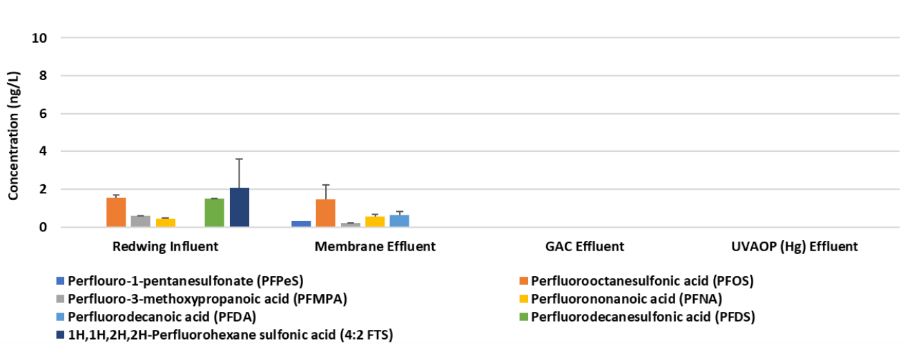 Concentration (ng/L)
10
8
6
4
2
0
Redwing Influent Membrane Effluent GAC Effluent UVAOP (Hg) Effluent
Perflouro-1-pentanesulfonate (PFPeS) Perfluorooctanesulfonic acid (PFOS)
Perfluoro-3-methoxypropanoic acid (PFMPA) Perfluorononanoic acid (PFNA)
Perfluorodecanoic acid (PFDA) Perfluorodecanesulfonic acid (PFDS)
1H,1H,2H,2H-Perfluorohexane sulfonic acid (4:2 FTS)